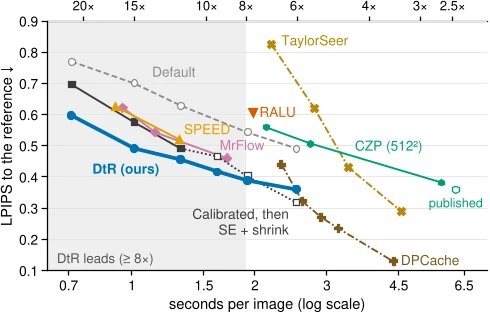 20× 15× 10× 8× 6× 4× 3× 2.5×
0.9
0.8
0.7
0.6
0.5
0.4
0.3
0.2
0.1
LPIPS to the reference ↓
TaylorSeer
Default
RALU
SPEED
MrFlow
CZP (512²)
DtR (ours)
published
Calibrated, then
SE + shrink
DtR leads (≥ 8×)
DPCache
0.7 1 1.5 2 3 4.5 6.5
seconds per image (log scale)